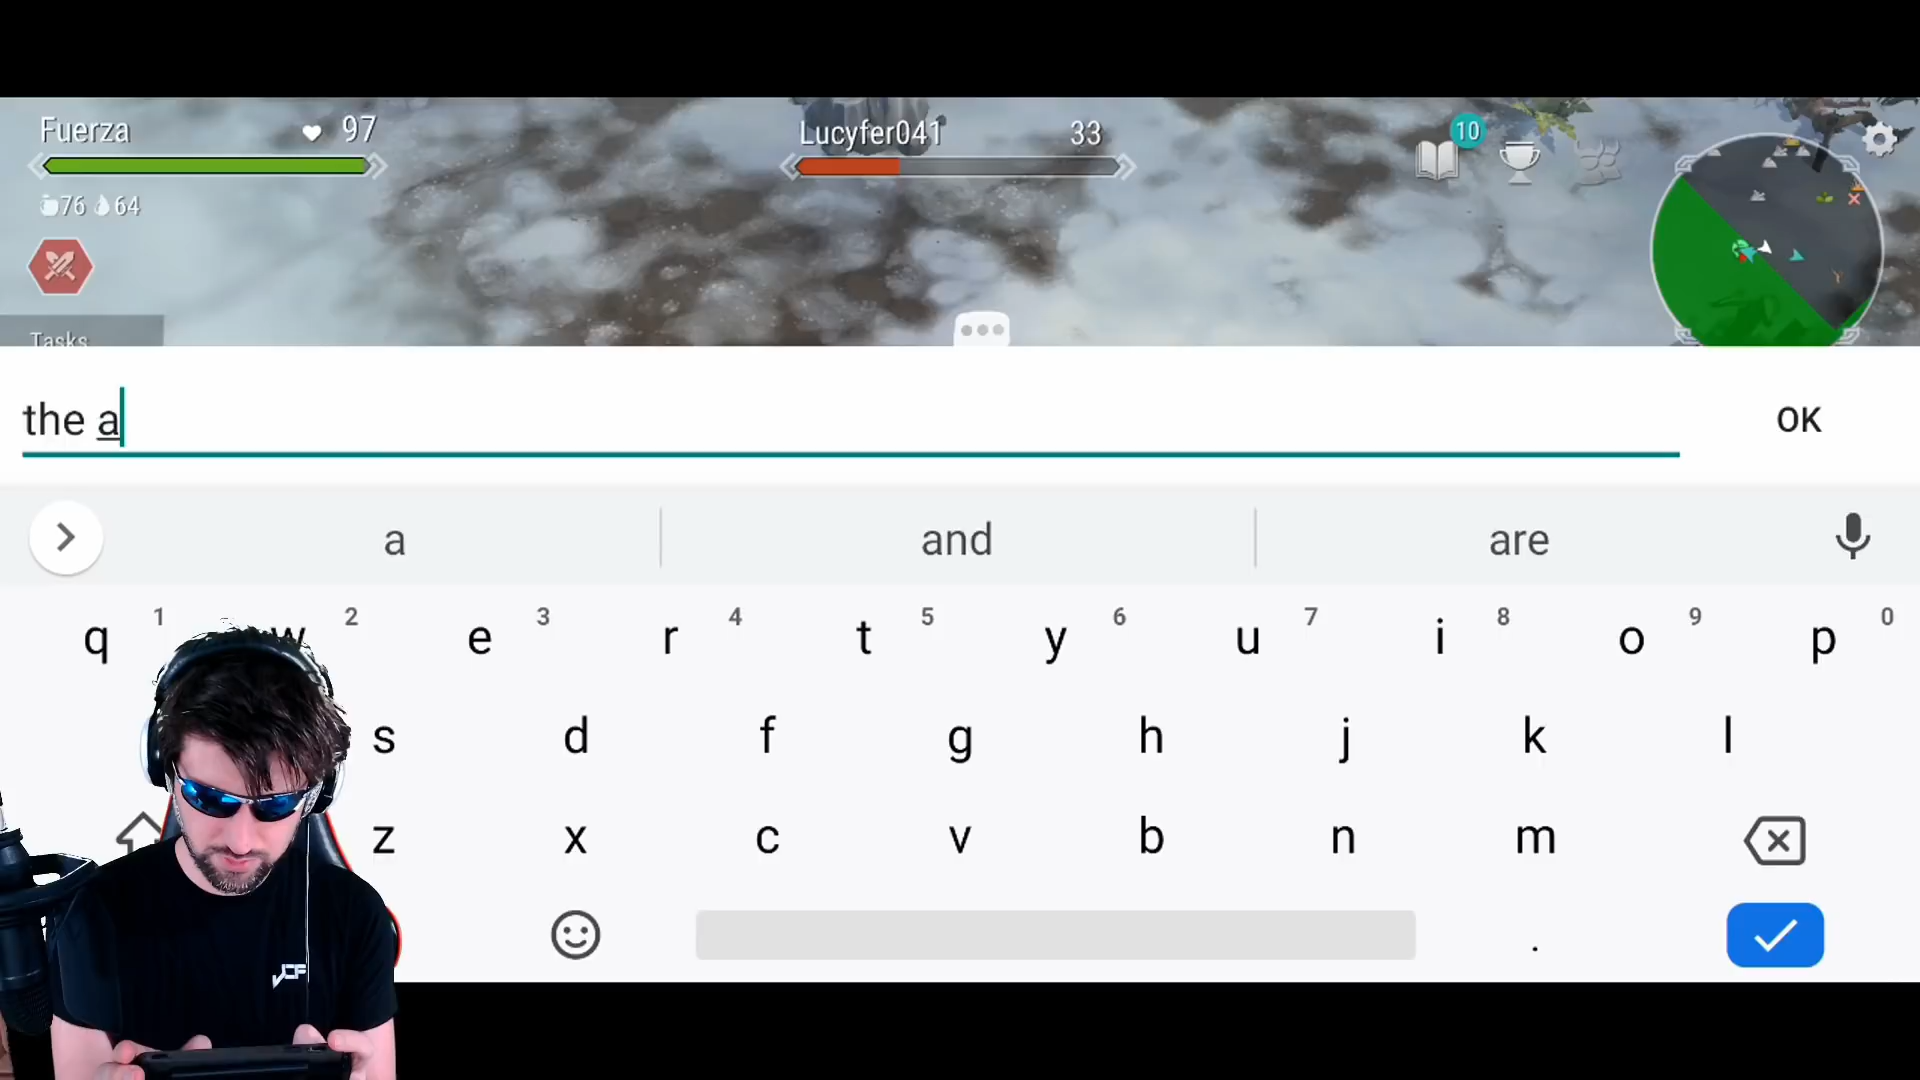 Fuerza 97
Lucyfer041 33
10
76 64
Tasks
the a
OK
a and are
q 1 w 2 e 3 r 4 t 5 y 6 u 7 i 8 o 9 p 0
s d f g h j k l
z x c v b n m
.
JCF